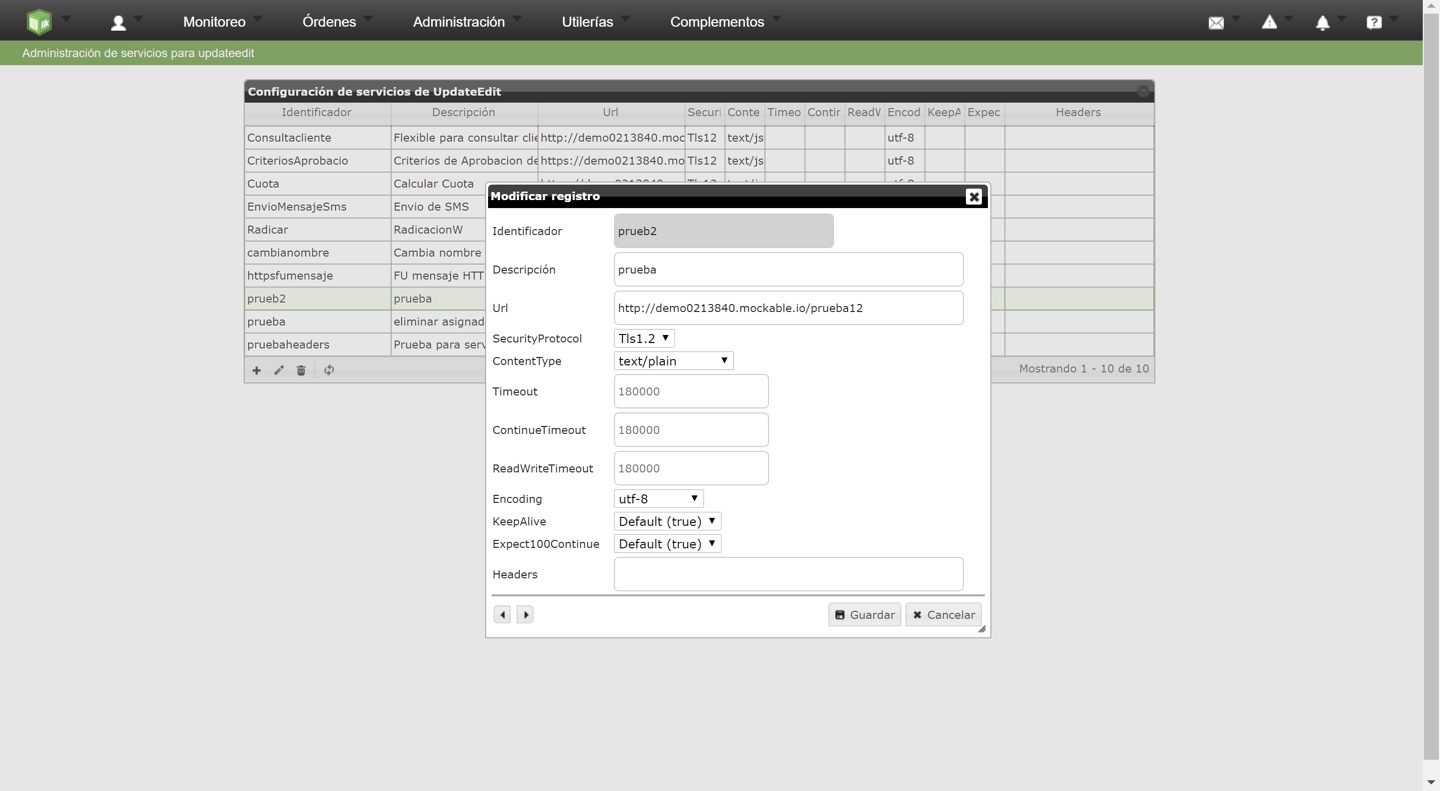 Monitoreo Órdenes Administración Utilerías Complementos
Administración de servicios para updateedit
Configuración de servicios de UpdateEdit
Identificador Descripción Url Securi Conte Timeo Contir ReadW Encod KeepA Expec Headers
Consultacliente Flexible para consultar clie http://demo0213840.moc Tls12 text/js utf-8
CriteriosAprobacio Criterios de Aprobacion de https://demo0213840.mo Tls12 text/js utf-8
Cuota Calcular Cuota
EnvioMensajeSms Envio de SMS
Radicar RadicacionW
cambianombre Cambia nombre
httpsfumensaje FU mensaje HTT
prueb2 prueba
prueba eliminar asignad
pruebaheaders Prueba para serv
Mostrando 1 - 10 de 10
Modificar registro
Identificador prueb2
Descripción prueba
Url http://demo0213840.mockable.io/prueba12
SecurityProtocol Tls1.2
ContentType text/plain
Timeout 180000
ContinueTimeout 180000
ReadWriteTimeout 180000
Encoding utf-8
KeepAlive Default (true)
Expect100Continue Default (true)
Headers
Guardar Cancelar